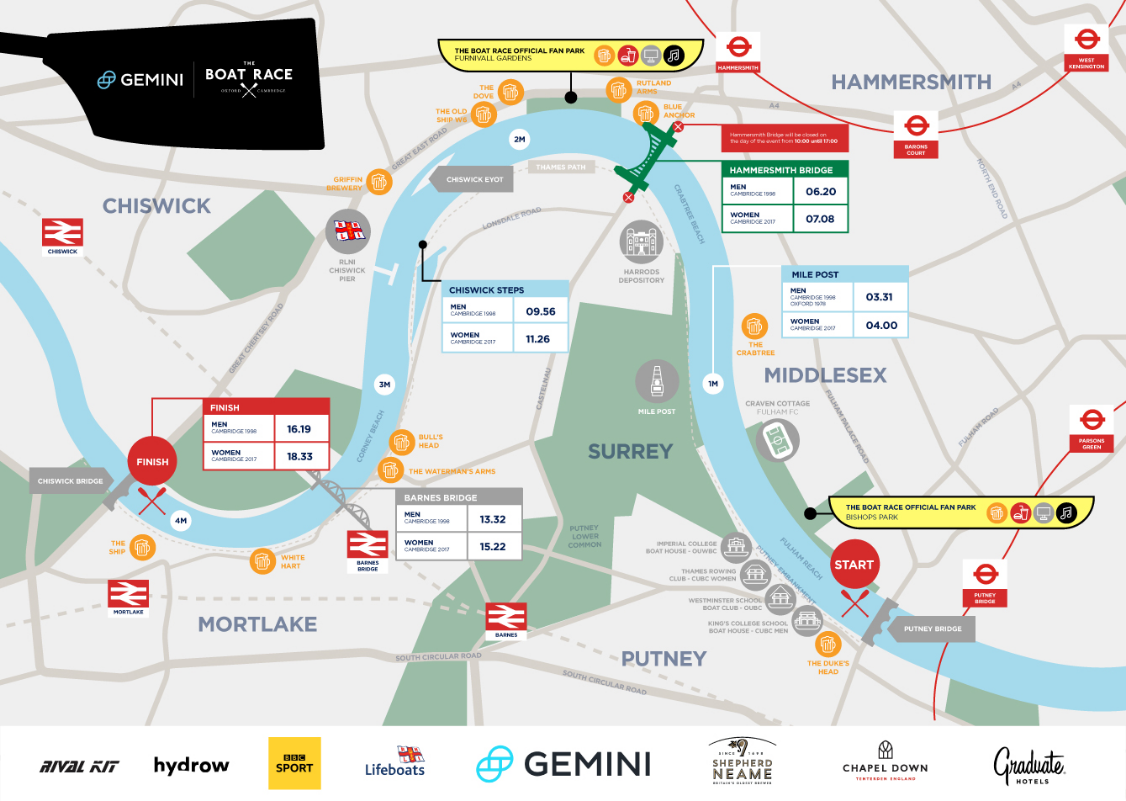 GEMINI
THE
BOAT RACE
OXFORD CAMBRIDGE
THE BOAT RACE OFFICIAL FAN PARK
FURNIVALL GARDENS
HAMMERSMITH
WEST
KENSINGTON
HAMMERSMITH
A4
A4
BARONS
COURT
THE
DOVE
THE OLD
SHIP W6
RUTLAND
ARMS
BLUE
ANCHOR
Hammersmith Bridge will be closed on
the day of the event from 10:00 until 17:00
2M
THAMES PATH
GREAT EAST ROAD
CHISWICK EYOT
GRIFFIN
BREWERY
HAMMERSMITH BRIDGE
MEN
CAMBRIDGE 1998
06.20
WOMEN
CAMBRIDGE 2017
07.08
NORTH END ROAD
CHISWICK
CHISWICK
LONSDALE ROAD
CRABTREE BEACH
RLNI
CHISWICK
PIER
HARRODS
DEPOSITORY
CHISWICK STEPS
MEN
CAMBRIDGE 1998
09.56
WOMEN
CAMBRIDGE 2017
11.26
MILE POST
MEN
CAMBRIDGE 1998
OXFORD 1978
03.31
WOMEN
CAMBRIDGE 2017
04.00
THE
CRABTREE
GREAT CHERTSEY ROAD
3M
CASTELNAU
MILE POST
1M
MIDDLESEX
CRAVEN COTTAGE
FULHAM FC
FULHAM PALACE ROAD
FULHAM ROAD
PARSONS
GREEN
FINISH
MEN
CAMBRIDGE 1998
16.19
WOMEN
CAMBRIDGE 2017
18.33
CORNEY BEACH
BULL'S
HEAD
THE WATERMAN'S ARMS
SURREY
FINISH
CHISWICK BRIDGE
4M
BARNES BRIDGE
MEN
CAMBRIDGE 1998
13.32
WOMEN
CAMBRIDGE 2017
15.22
THE BOAT RACE OFFICIAL FAN PARK
BISHOPS PARK
PUTNEY
LOWER
COMMON
THE
SHIP
WHITE
HART
BARNES
BRIDGE
IMPERIAL COLLEGE
BOAT HOUSE - OUWBC
THAMES ROWING
CLUB - CUBC WOMEN
WESTMINSTER SCHOOL
BOAT CLUB - OUBC
KING'S COLLEGE SCHOOL
BOAT HOUSE - CUBC MEN
PUTNEY EMBANKMENT
FULHAM BEACH
START
PUTNEY
BRIDGE
PUTNEY BRIDGE
MORTLAKE
MORTLAKE
BARNES
THE DUKE'S
HEAD
PUTNEY
SOUTH CIRCULAR ROAD
SOUTH CIRCULAR ROAD
RIVAL KIT
hydrow
BBC
SPORT
Lifeboats
GEMINI
SINCE 1698
SHEPHERD
NEAME
BRITAIN'S OLDEST BREWER
CHAPEL DOWN
TENTERDEN ENGLAND
Graduate
HOTELS